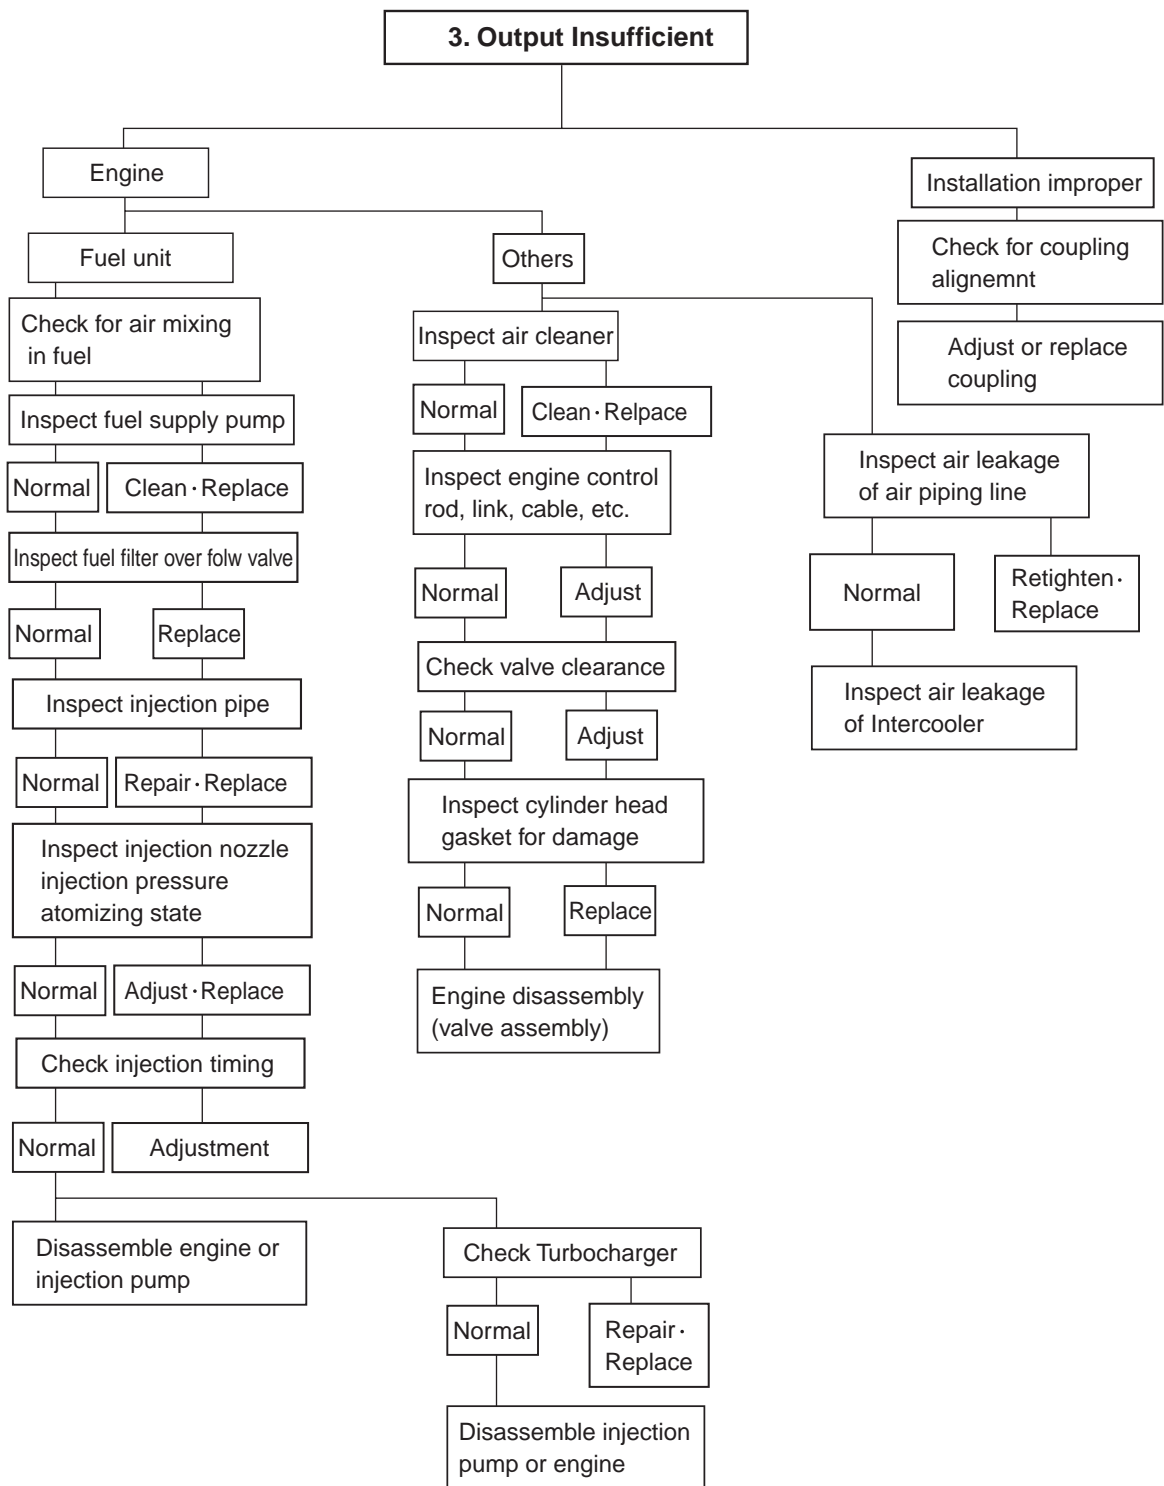 3. Output Insufficient
Engine
Fuel unit
Check for air mixing
in fuel
Inspect fuel supply pump
Normal
Clean·Replace
Inspect fuel filter over folw valve
Normal
Replace
Inspect injection pipe
Normal
Repair·Replace
Inspect injection nozzle
injection pressure
atomizing state
Normal
Adjust·Replace
Check injection timing
Normal
Adjustment
Disassemble engine or
injection pump
Check Turbocharger
Normal
Repair·
Replace
Disassemble injection
pump or engine
Others
Inspect air cleaner
Normal
Clean·Relpace
Inspect engine control
rod, link, cable, etc.
Normal
Adjust
Check valve clearance
Normal
Adjust
Inspect cylinder head
gasket for damage
Normal
Replace
Engine disassembly
(valve assembly)
Inspect air leakage
of air piping line
Normal
Retighten·
Replace
Inspect air leakage
of Intercooler
Installation improper
Check for coupling
alignemnt
Adjust or replace
coupling